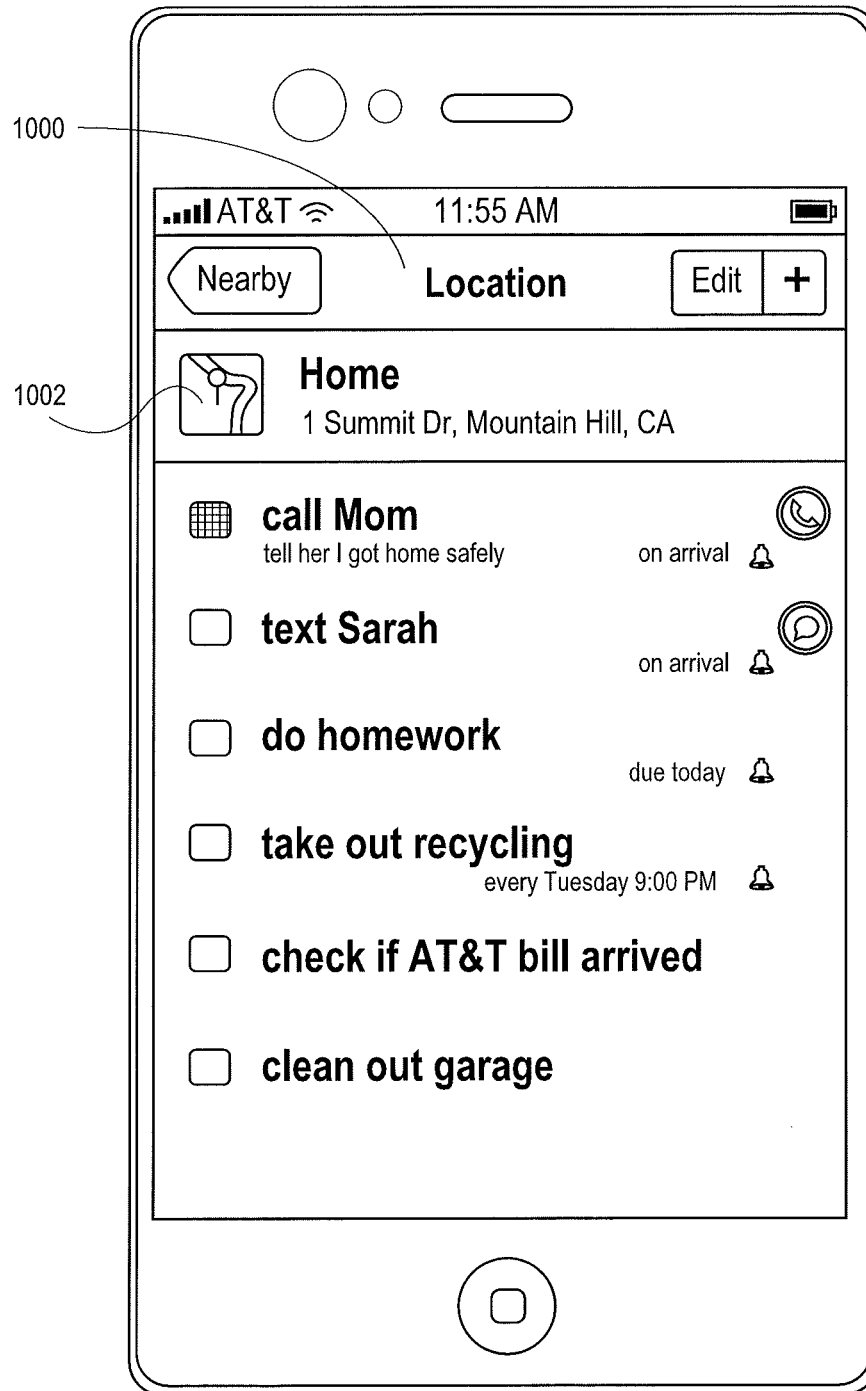 1000
AT&T 11:55 AM
Nearby Location Edit +
1002
Home
1 Summit Dr, Mountain Hill, CA
call Mom
tell her I got home safely on arrival
text Sarah
on arrival
do homework
due today
take out recycling
every Tuesday 9:00 PM
check if AT&T bill arrived
clean out garage